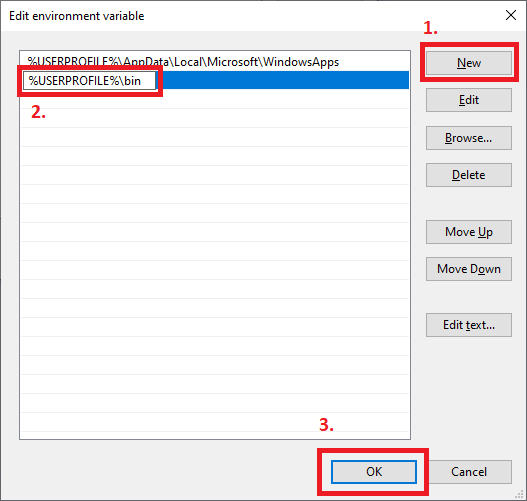 Edit environment variable
1.
%USERPROFILE%\AppData\Local\Microsoft\WindowsApps
New
%USERPROFILE%\bin
2.
Edit
Browse...
Delete
Move Up
Move Down
Edit text...
3.
OK
Cancel